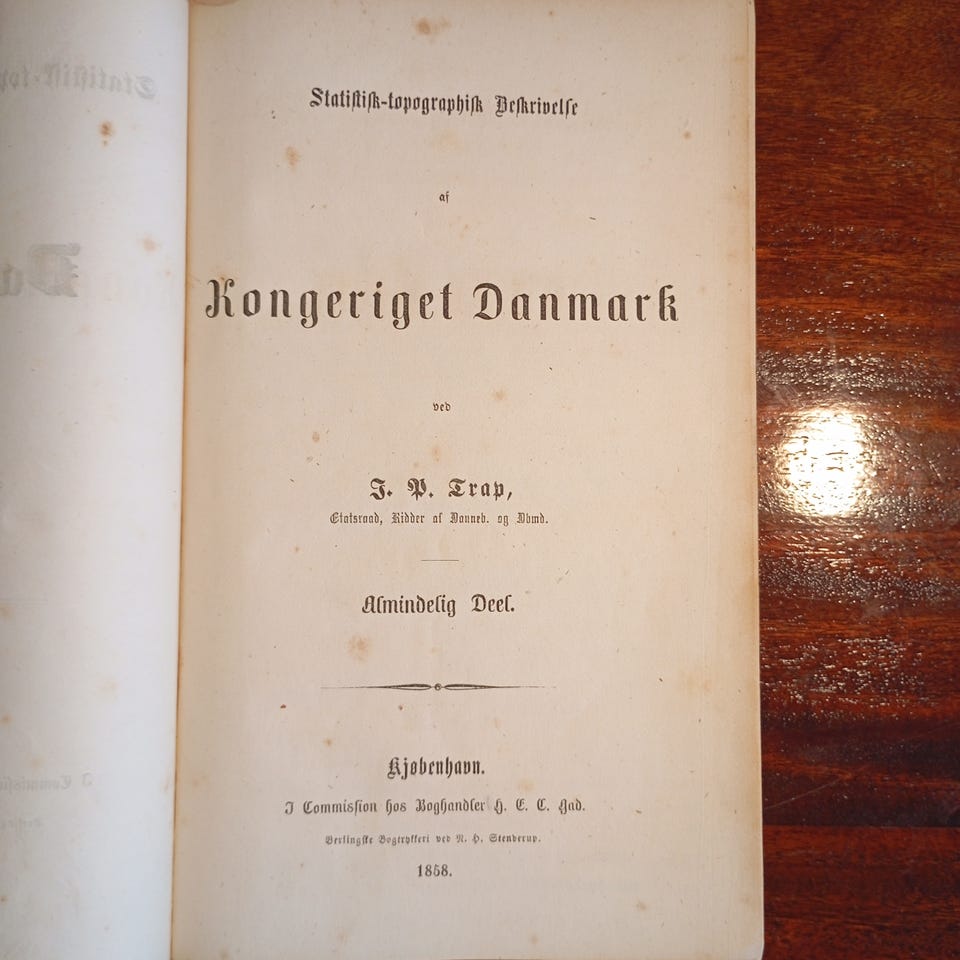 Statistisk-topographisk Beskrivelse
af
Kongeriget Danmark
ved
J. P. Trap,
Etatsraad, Ridder af Danneb. og Dbmd.
Almindelig Deel.
Kjøbenhavn.
I Commission hos Boghandler G. E. C. Gad.
Berlingske Bogtrykkeri ved N. H. Stenderup.
1858.